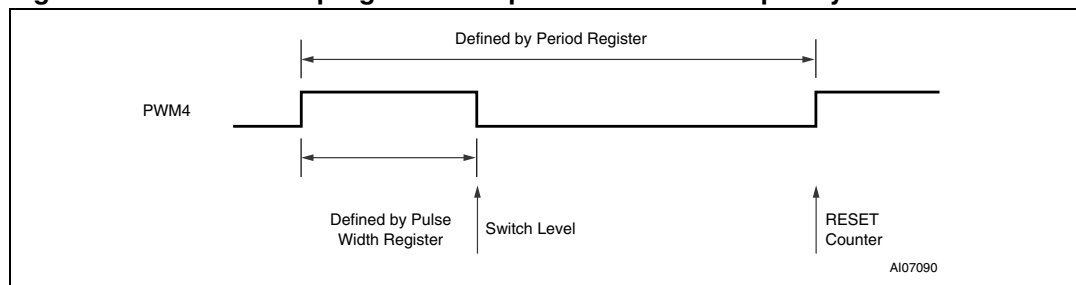 Defined by Period Register
PWM4
Defined by Pulse
Width Register
Switch Level
RESET
Counter
AI07090